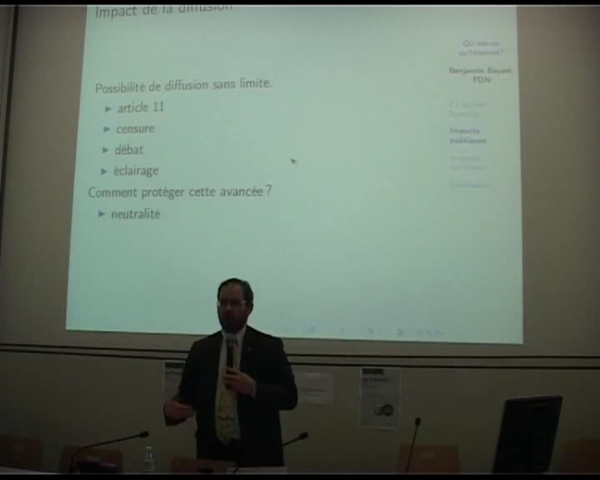 Impact de la diffusion
Possibilité de diffusion sans limite.
article 11
censure
débat
éclairage
Comment protéger cette avancée ?
neutralité
Qu'est-ce
qu'Internet ?
Benjamin Bayart,
FDN
Impacts
politiques